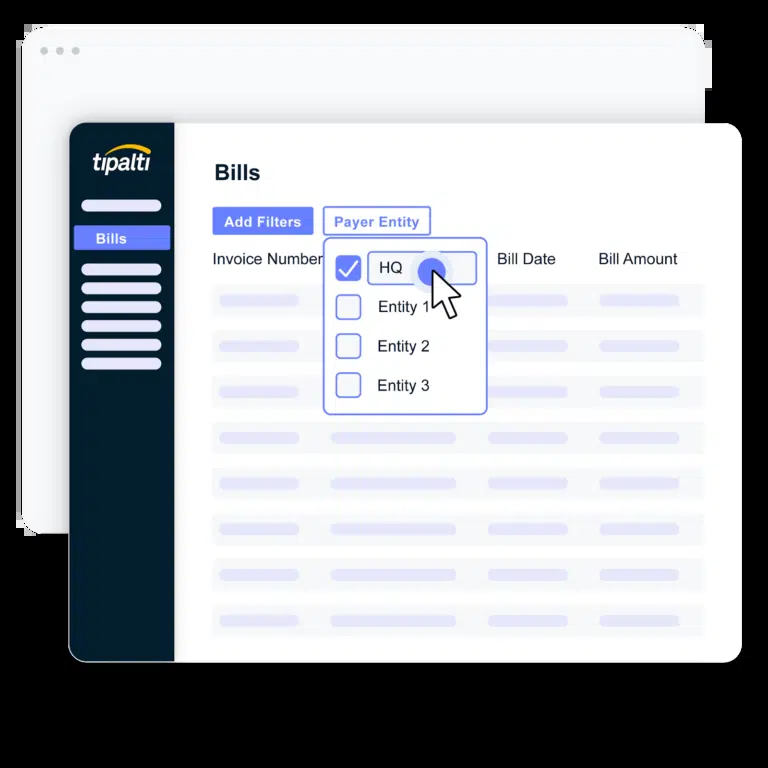 tipalti
Bills
Bills
Add Filters
Payer Entity
Invoice Number
Bill Date
Bill Amount
HQ
Entity 1
Entity 2
Entity 3